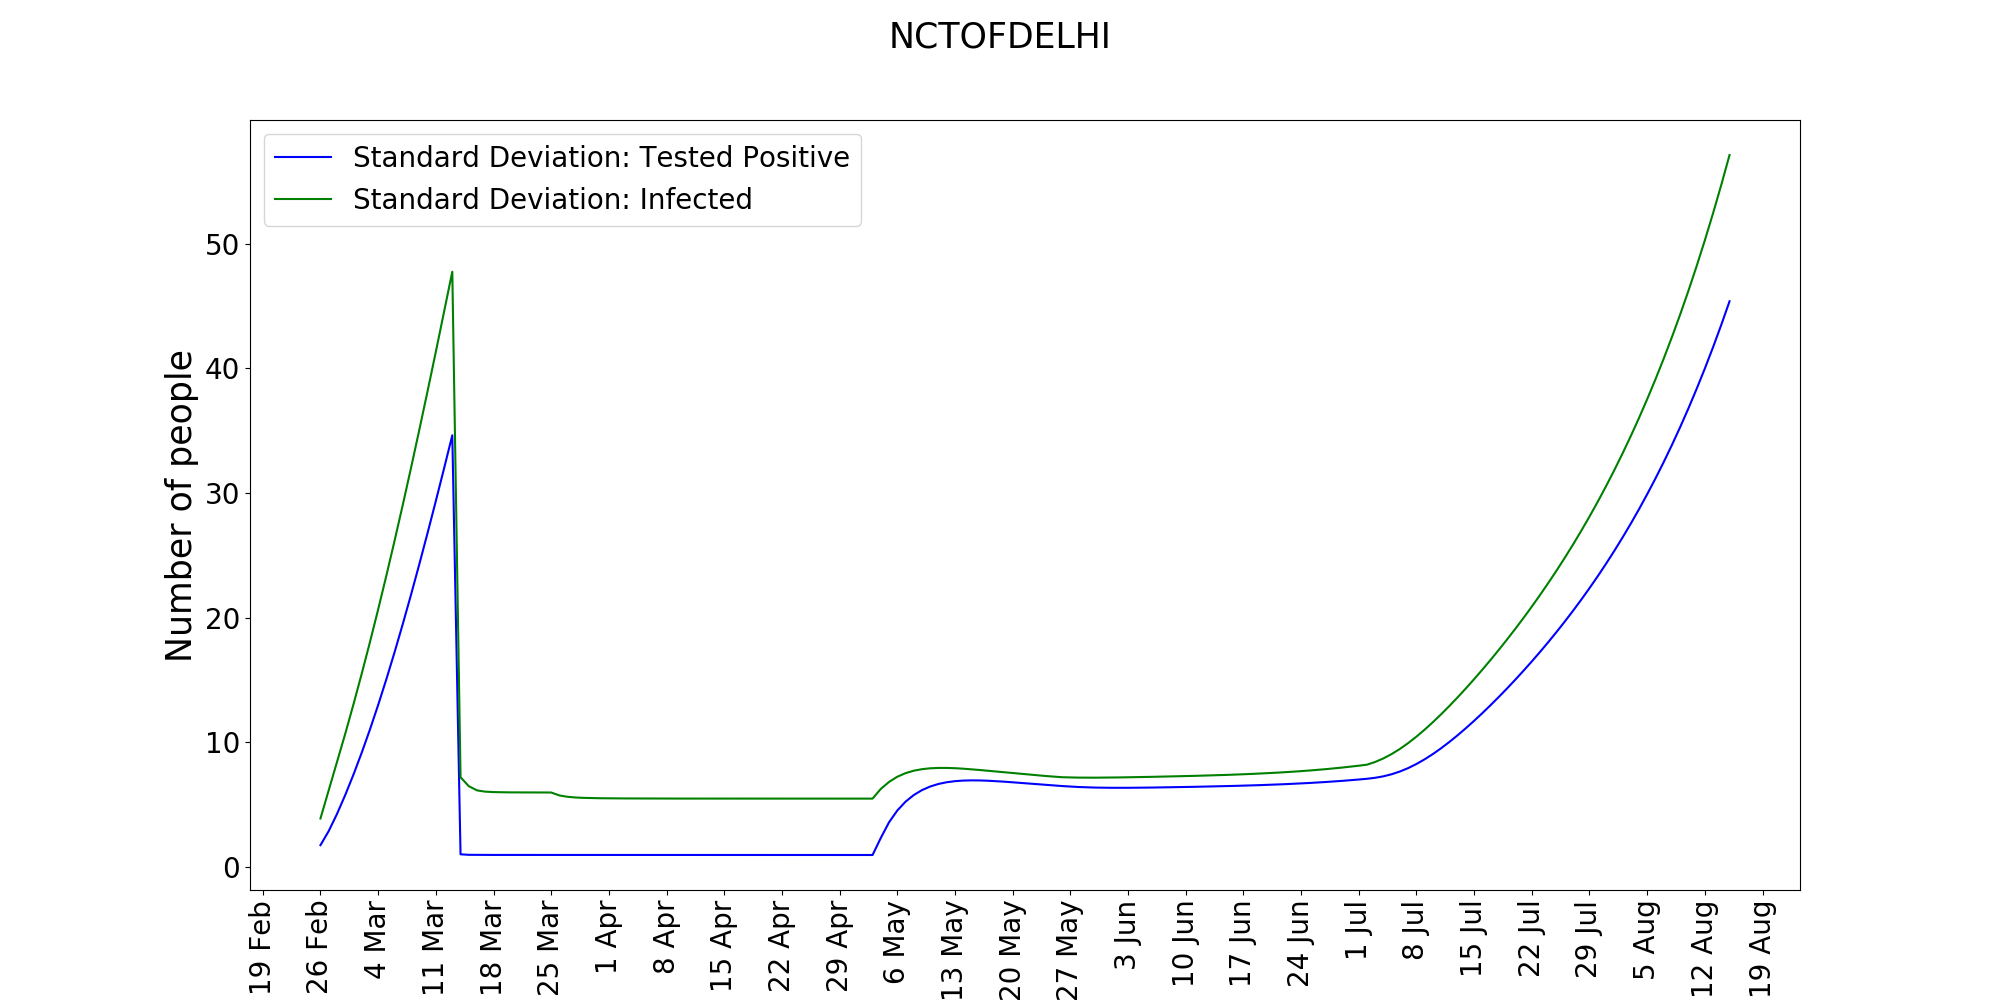 NCTOFDELHI
Standard Deviation: Tested Positive
Standard Deviation: Infected
Number of people
50
40
30
20
10
0
19 Feb
26 Feb
4 Mar
11 Mar
18 Mar
25 Mar
1 Apr
8 Apr
15 Apr
22 Apr
29 Apr
6 May
13 May
20 May
27 May
3 Jun
10 Jun
17 Jun
24 Jun
1 Jul
8 Jul
15 Jul
22 Jul
29 Jul
5 Aug
12 Aug
19 Aug